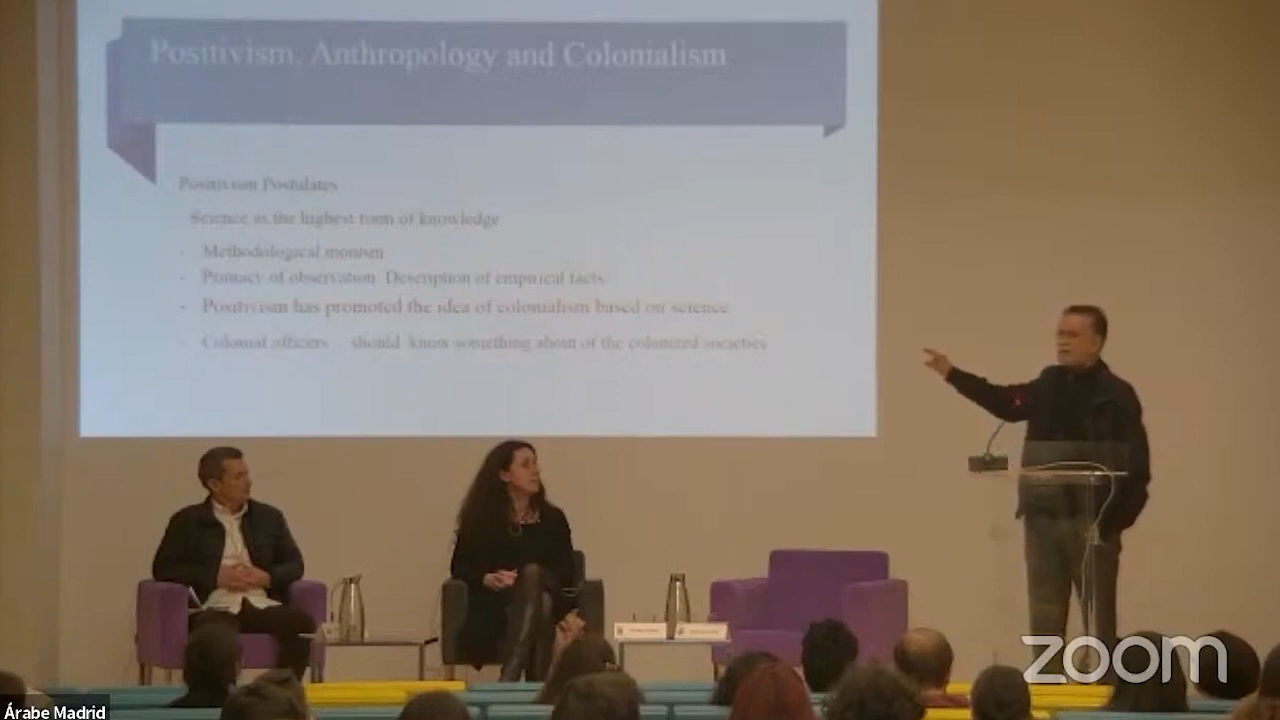 Positivism, Anthropology and Colonialism
Positivism Postulates
-Science as the highest form of knowledge
- Methodological monism
- Primacy of observation Description of empirical facts
- Positivism has promoted the idea of colonialism based on science
- Colonial officers should know something about of the colonized societies
zoom
Árabe Madrid